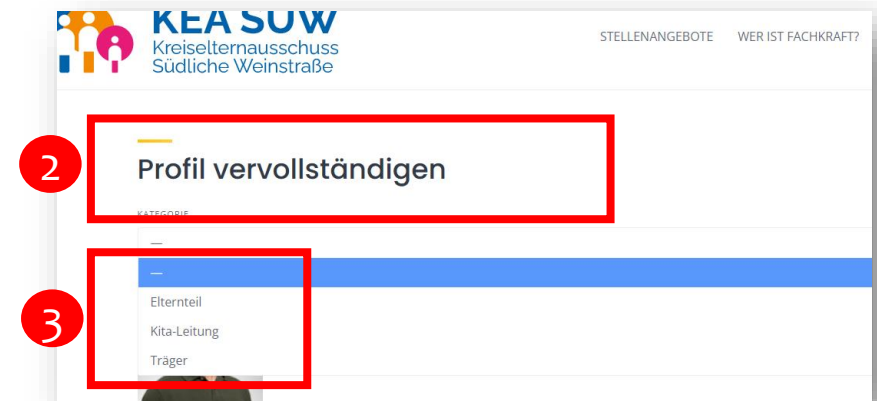 KEA SÜW
Kreiselternausschuss
Südliche Weinstraße
STELLENANGEBOTE WER IST FACHKRAFT?
2
Profil vervollständigen
KATEGORIE
—
—
3
Elternteil
Kita-Leitung
Träger